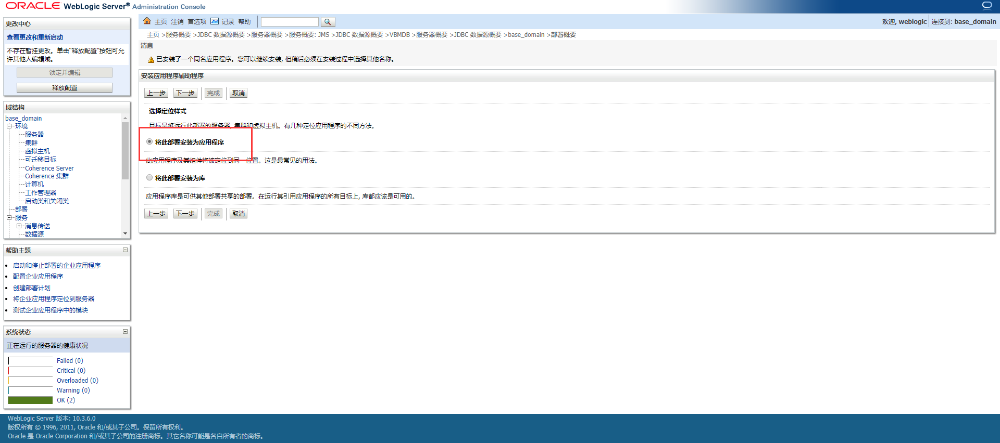 ORACLE WebLogic Server® Administration Console
更改中心
查看更改和重新启动
不存在暂挂更改。单击“释放配置”按钮可允
许其他人编辑域。
锁定并编辑
释放配置
域结构
base_domain
环境
服务器
集群
虚拟主机
可迁移目标
Coherence Server
Coherence 集群
计算机
工作管理器
启动类和关闭类
部署
服务
消息传送
数据源
帮助主题
启动和停止部署的企业应用程序
配置企业应用程序
创建部署计划
将企业应用程序定位到服务器
测试企业应用程序中的模块
系统状态
正在运行的服务器的健康状况
Failed (0)
Critical (0)
Overloaded (0)
Warning (0)
OK (2)
主页 注销 首选项 记录 帮助
欢迎, weblogic 连接到: base_domain
主页 >服务概要 >JDBC 数据源概要 >服务器概要 >服务概要: JMS >JDBC 数据源概要 >VBMDB >服务器概要 >JDBC 数据源概要 >base_domain >部署概要
消息
已安装了一个同名应用程序。您可以继续安装, 但稍后必须在安装过程中选择其他名称。
安装应用程序辅助程序
上一步 下一步 完成 取消
选择定位样式
目标是将运行此部署的服务器, 集群和虚拟主机。有几种定位应用程序的不同方法。
将此部署安装为应用程序
此应用程序及其组件将被定位到同一位置。这是最常见的用法。
将此部署安装为库
应用程序库是可供其他部署共享的部署。在运行其引用应用程序的所有目标上, 库都应该是可用的。
上一步 下一步 完成 取消
WebLogic Server 版本: 10.3.6.0
版权所有 © 1996, 2011, Oracle 和/或其子公司。保留所有权利。
Oracle 是 Oracle Corporation 和/或其子公司的注册商标。其它名称可能是各自所有者的商标。